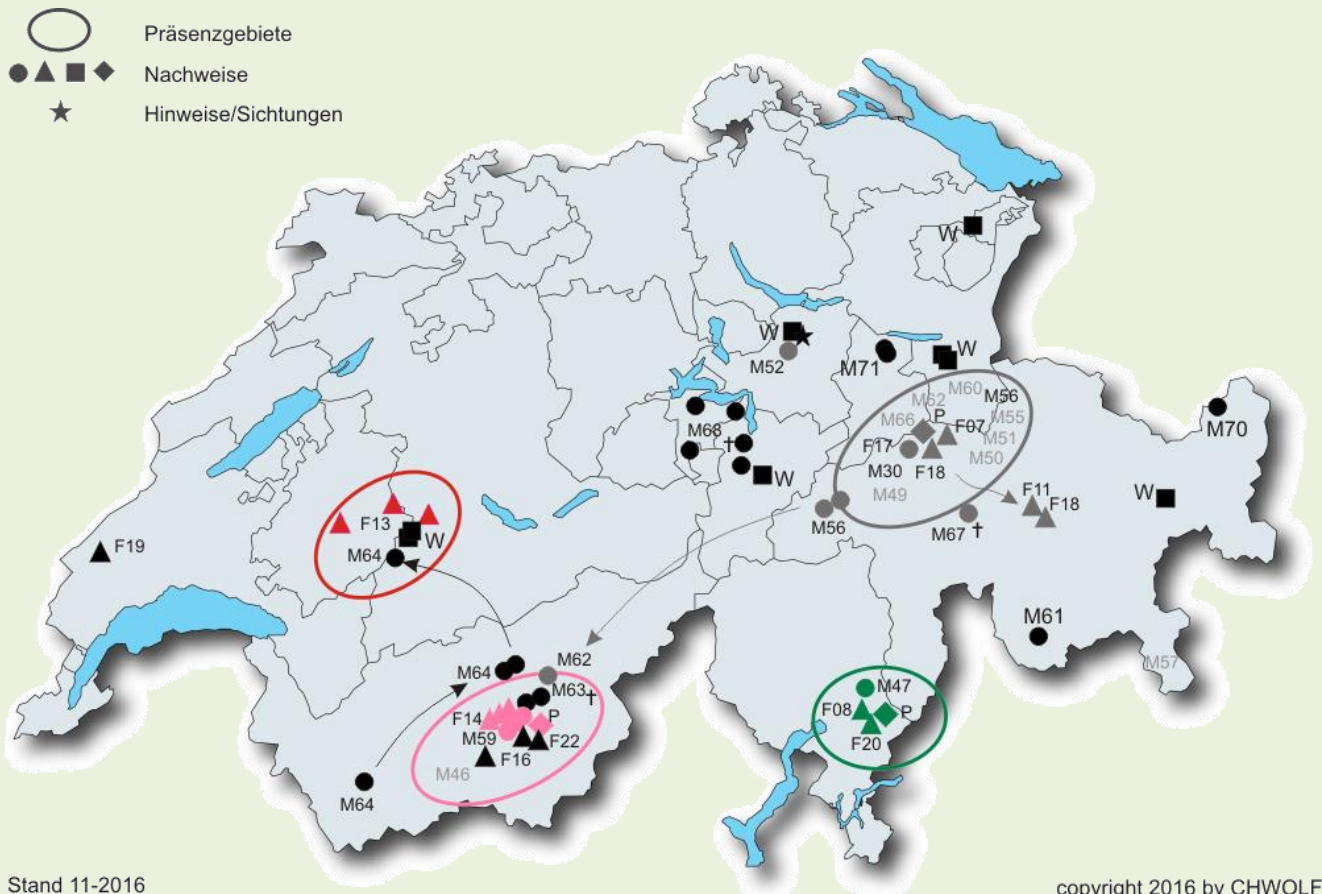 Präsenzgebiete
Nachweise
Hinweise/Sichtungen
W
W
M52
M71
W
M60
M62
M56
M66
P
M55
F07
M51
F17
M50
M30
F18
M49
M70
M68
†
W
F11
F18
W
M56
M67 †
F13
W
M64
F19
M61
M57
M64
M62
M63 †
F14
P
M59
F22
F16
M46
M64
M47
F08
P
F20
Stand 11-2016
copyright 2016 by CHWOLF